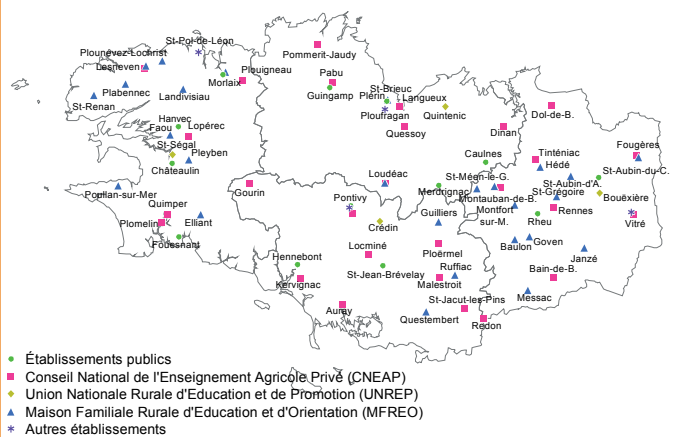 St-Pol-de-Léon
Plounévez-Lochrist
Lesneven
Plouigneau
Morlaix
Plabennec
Landivisiau
St-Renan
Pommerit-Jaudy
Pabu
Guingamp
St-Brieuc
Plérin
Langueux
Ploufragan
Quessoy
Quintenic
Dinan
Dol-de-B.
Hanvec
Faou
Lopérec
St-Ségal
Pleyben
Châteaulin
Caulnes
Tinténiac
Hédé
Fougères
St-Aubin-du-C.
St-Méen-le-G.
St-Aubin-d'A.
St-Grégoire
Loudéac
Merdrignac
Montauban-de-B.
Montfort
sur-M.
Bouëxière
Rennes
Rheu
Vitré
Poullan-sur-Mer
Quimper
Plomelin
Elliant
Fouesnant
Gourin
Pontivy
Crédin
Guilliers
Goven
Baulon
Janzé
Locminé
Ploërmel
Hennebont
St-Jean-Brévelay
Ruffiac
Bain-de-B.
Kervignac
Malestroit
Messac
St-Jacut-les-Pins
Auray
Questembert
Redon
Établissements publics
Conseil National de l'Enseignement Agricole Privé (CNEAP)
Union Nationale Rurale d'Education et de Promotion (UNREP)
Maison Familiale Rurale d'Education et d'Orientation (MFREO)
Autres établissements